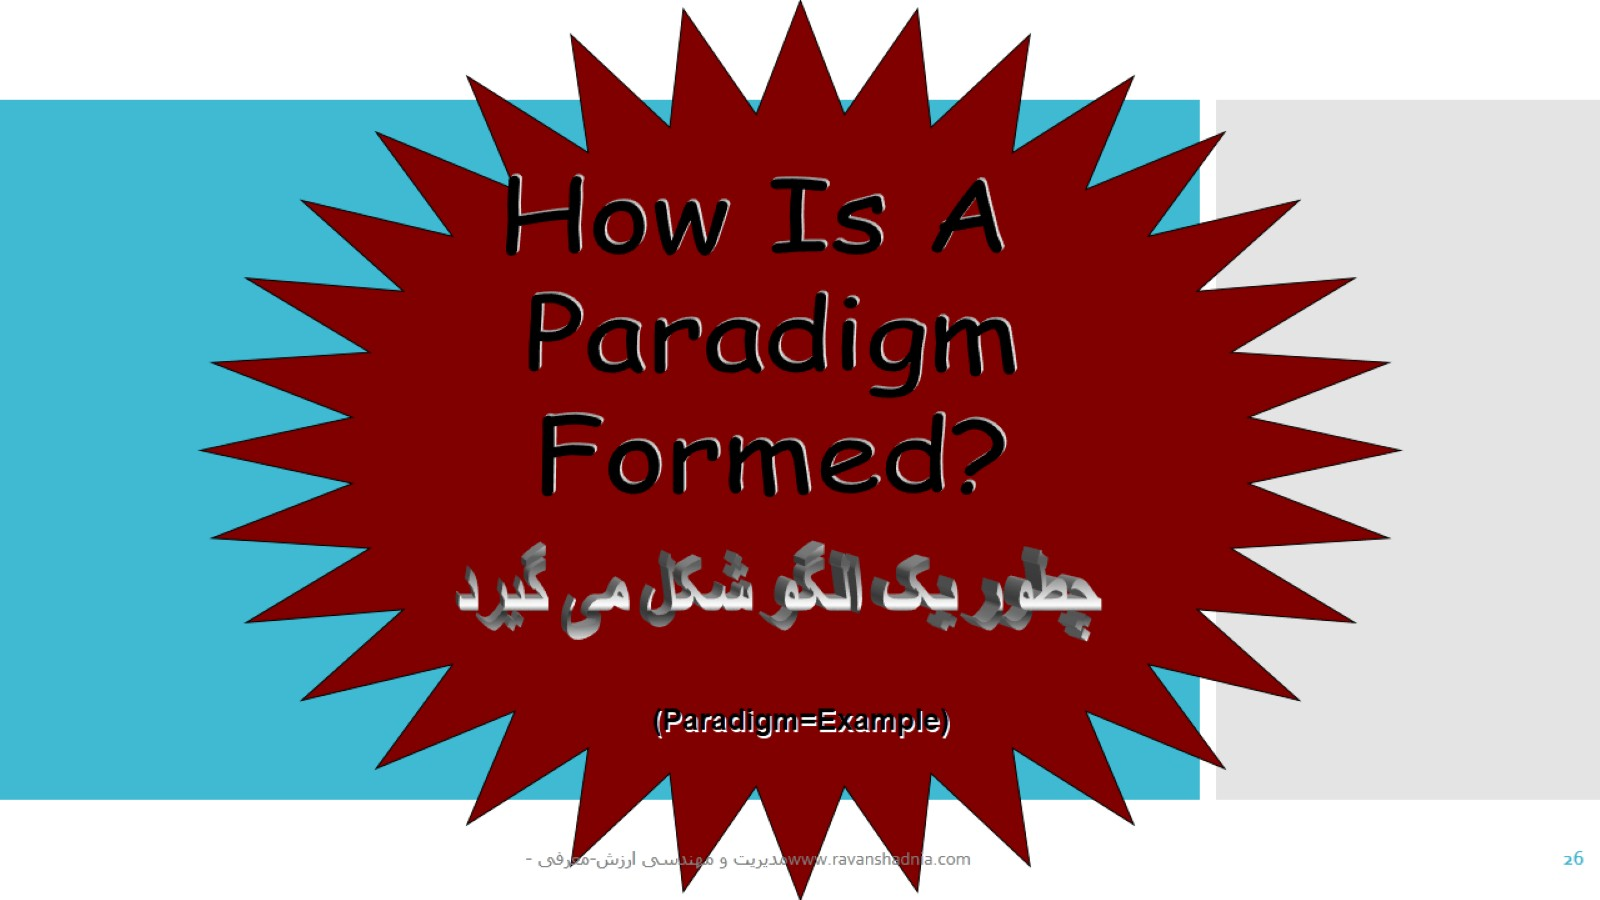 How Is A
Paradigm
Formed?
چطور یک الگو شکل می گیرد
(Paradigm=Example)
مدیریت و مهندسی ارزش-معرفی - www.ravanshadnia.com
26